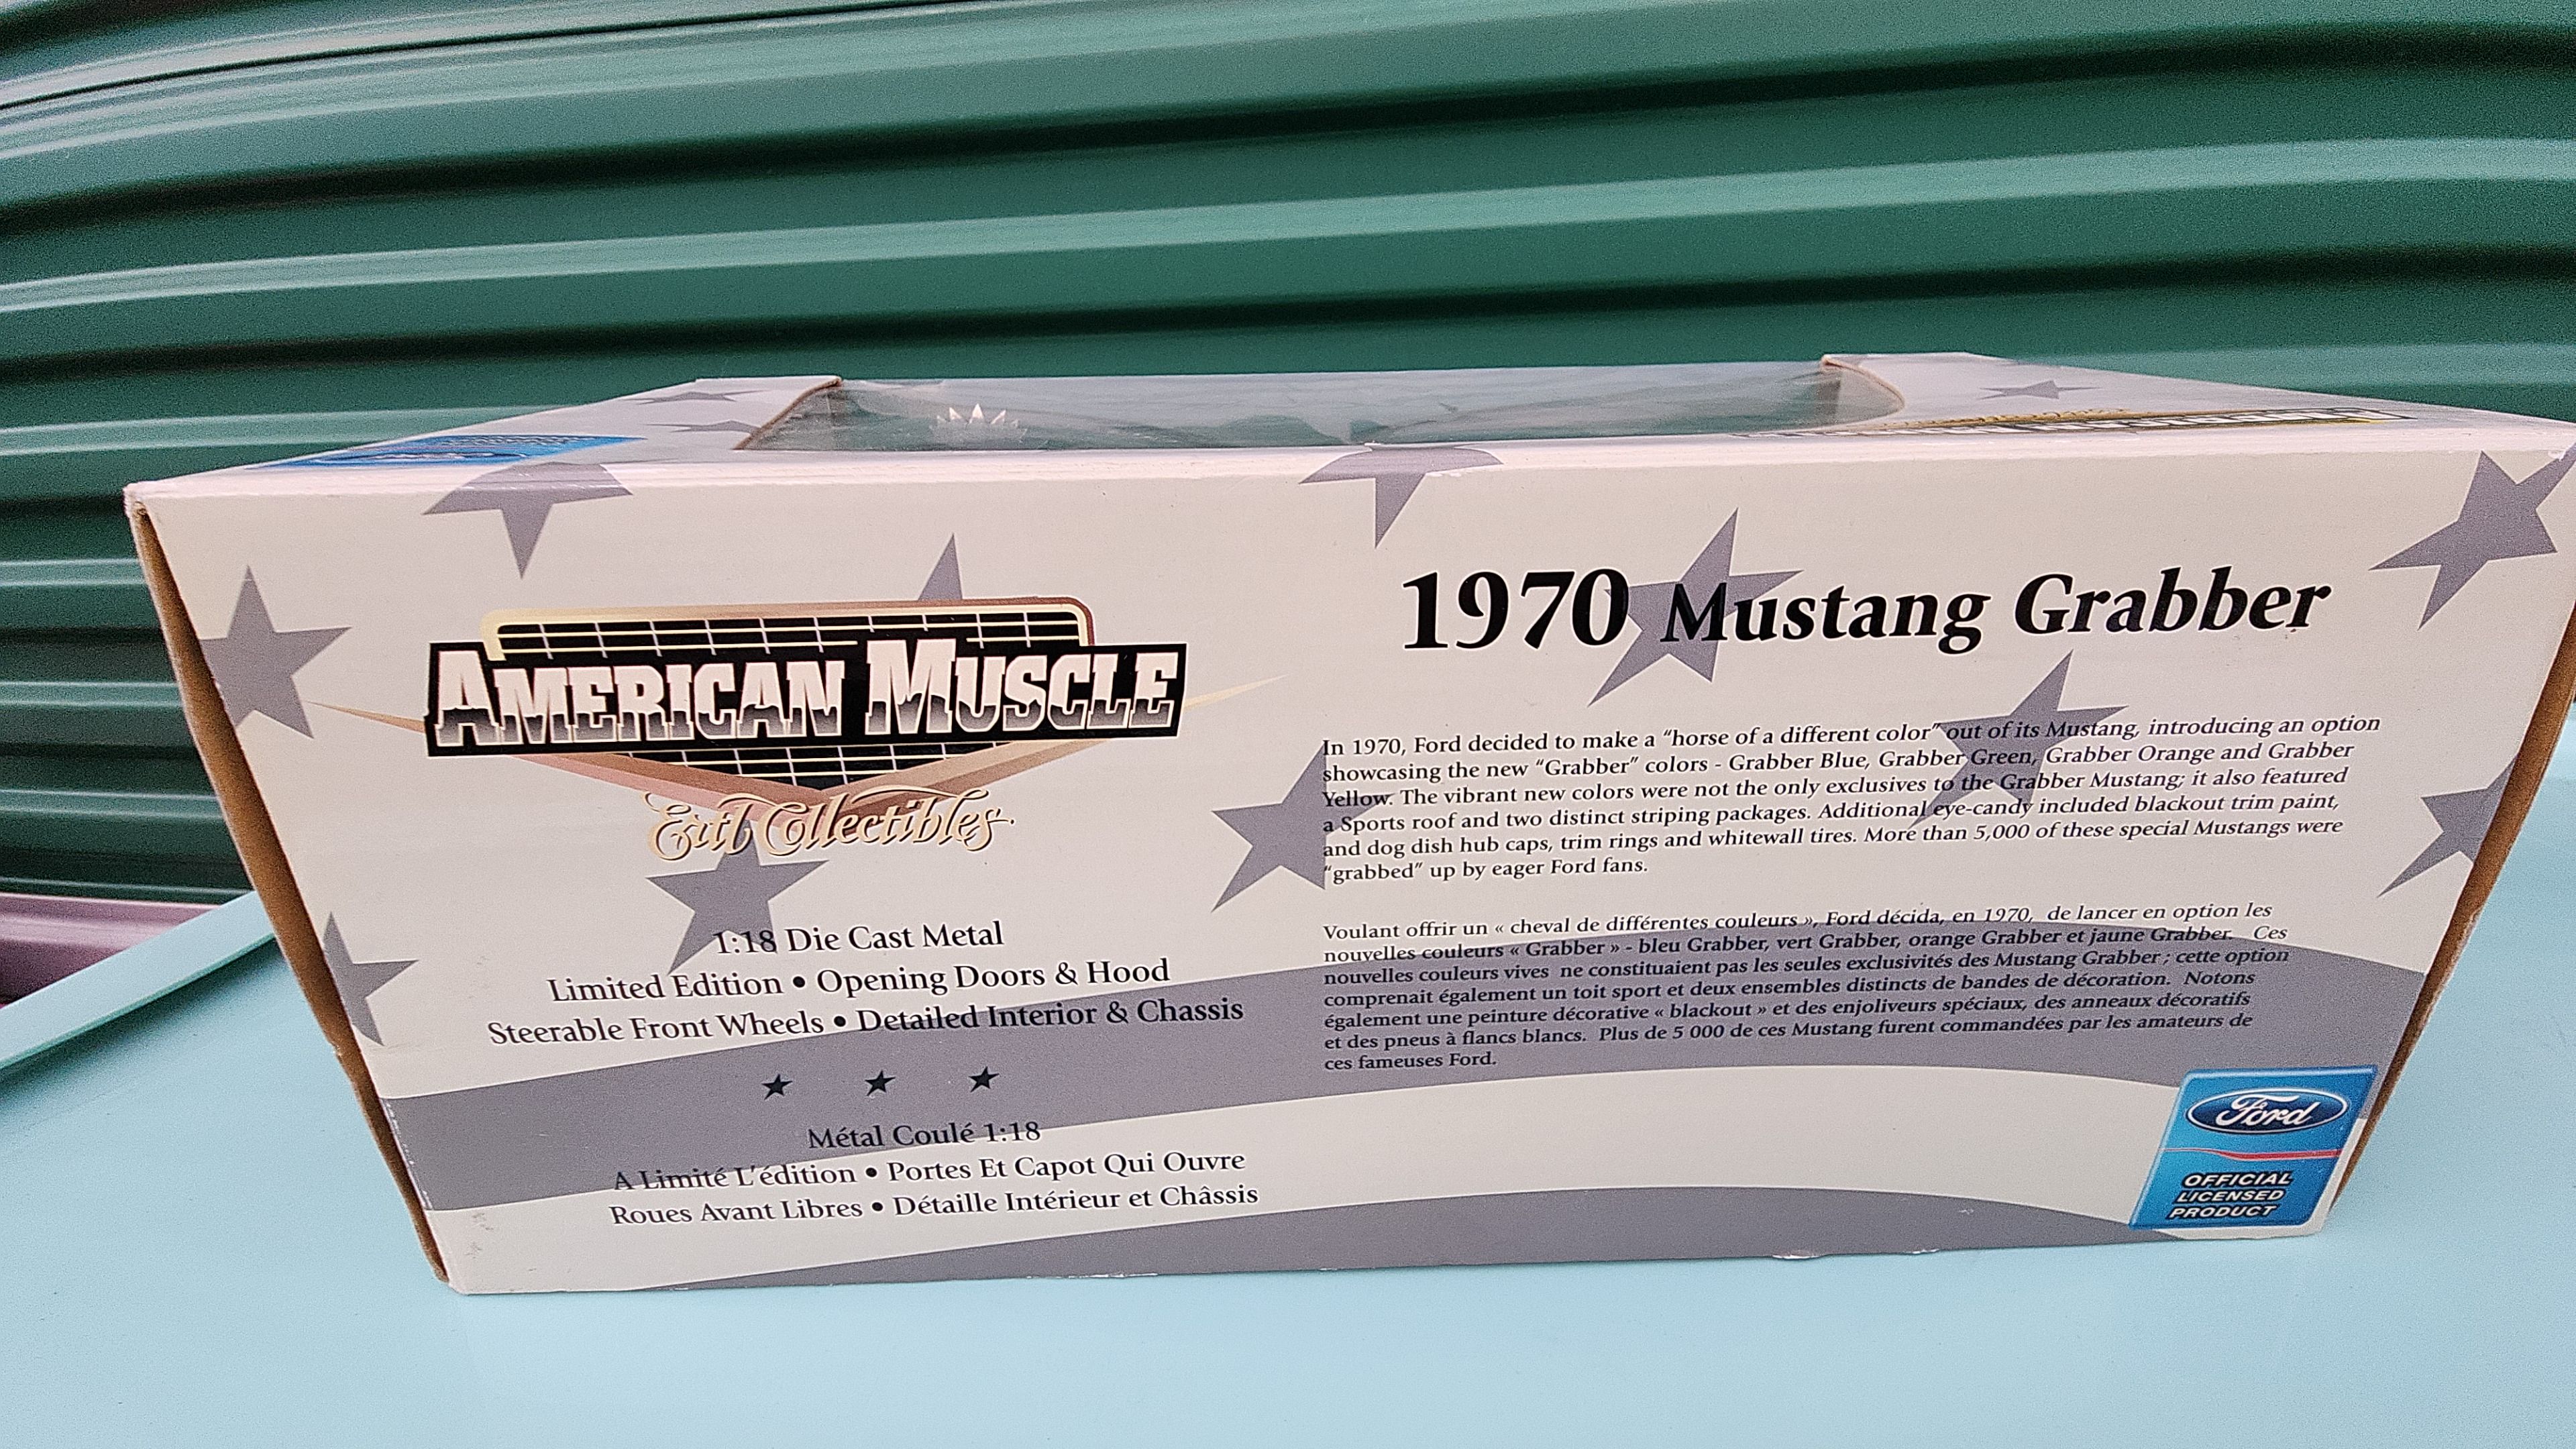 AMERICAN MUSCLE
Ertl Collectibles
1:18 Die Cast Metal
Limited Edition • Opening Doors & Hood
Steerable Front Wheels • Detailed Interior & Chassis
★ ★ ★
Métal Coulé 1:18
A Limité L'édition • Portes Et Capot Qui Ouvre
Roues Avant Libres • Détaille Intérieur et Châssis
1970 Mustang Grabber
In 1970, Ford decided to make a "horse of a different color" out of its Mustang, introducing an option
showcasing the new "Grabber" colors - Grabber Blue, Grabber Green, Grabber Orange and Grabber
Yellow. The vibrant new colors were not the only exclusives to the Grabber Mustang; it also featured
a Sports roof and two distinct striping packages. Additional eye-candy included blackout trim paint,
and dog dish hub caps, trim rings and whitewall tires. More than 5,000 of these special Mustangs were
"grabbed" up by eager Ford fans.
Voulant offrir un « cheval de différentes couleurs », Ford décida, en 1970, de lancer en option les
nouvelles couleurs « Grabber » - bleu Grabber, vert Grabber, orange Grabber et jaune Grabber. Ces
nouvelles couleurs vives ne constituaient pas les seules exclusivités des Mustang Grabber ; cette option
comprenait également un toit sport et deux ensembles distincts de bandes de décoration. Notons
également une peinture décorative « blackout » et des enjoliveurs spéciaux, des anneaux décoratifs
et des pneus à flancs blancs. Plus de 5 000 de ces Mustang furent commandées par les amateurs de
ces fameuses Ford.
Ford
OFFICIAL
LICENSED
PRODUCT